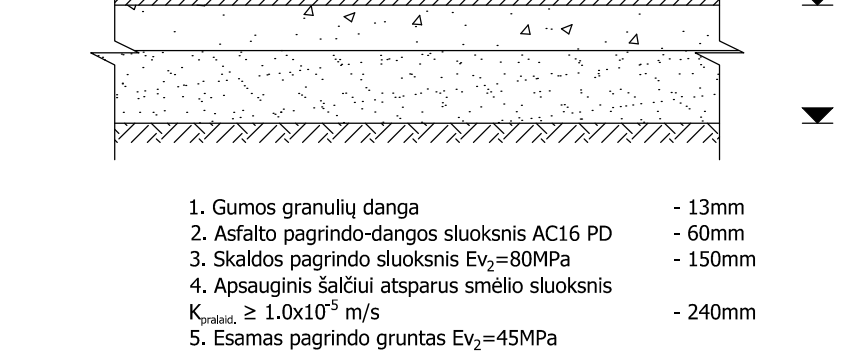 1. Gumos granulių danga - 13mm
2. Asfalto pagrindo-dangos sluoksnis AC16 PD - 60mm
3. Skaldos pagrindo sluoksnis Ev₂=80MPa - 150mm
4. Apsauginis šalčiui atsparus smėlio sluoksnis
K_pralaid. ≥ 1.0x10⁻⁵ m/s - 240mm
5. Esamas pagrindo gruntas Ev₂=45MPa